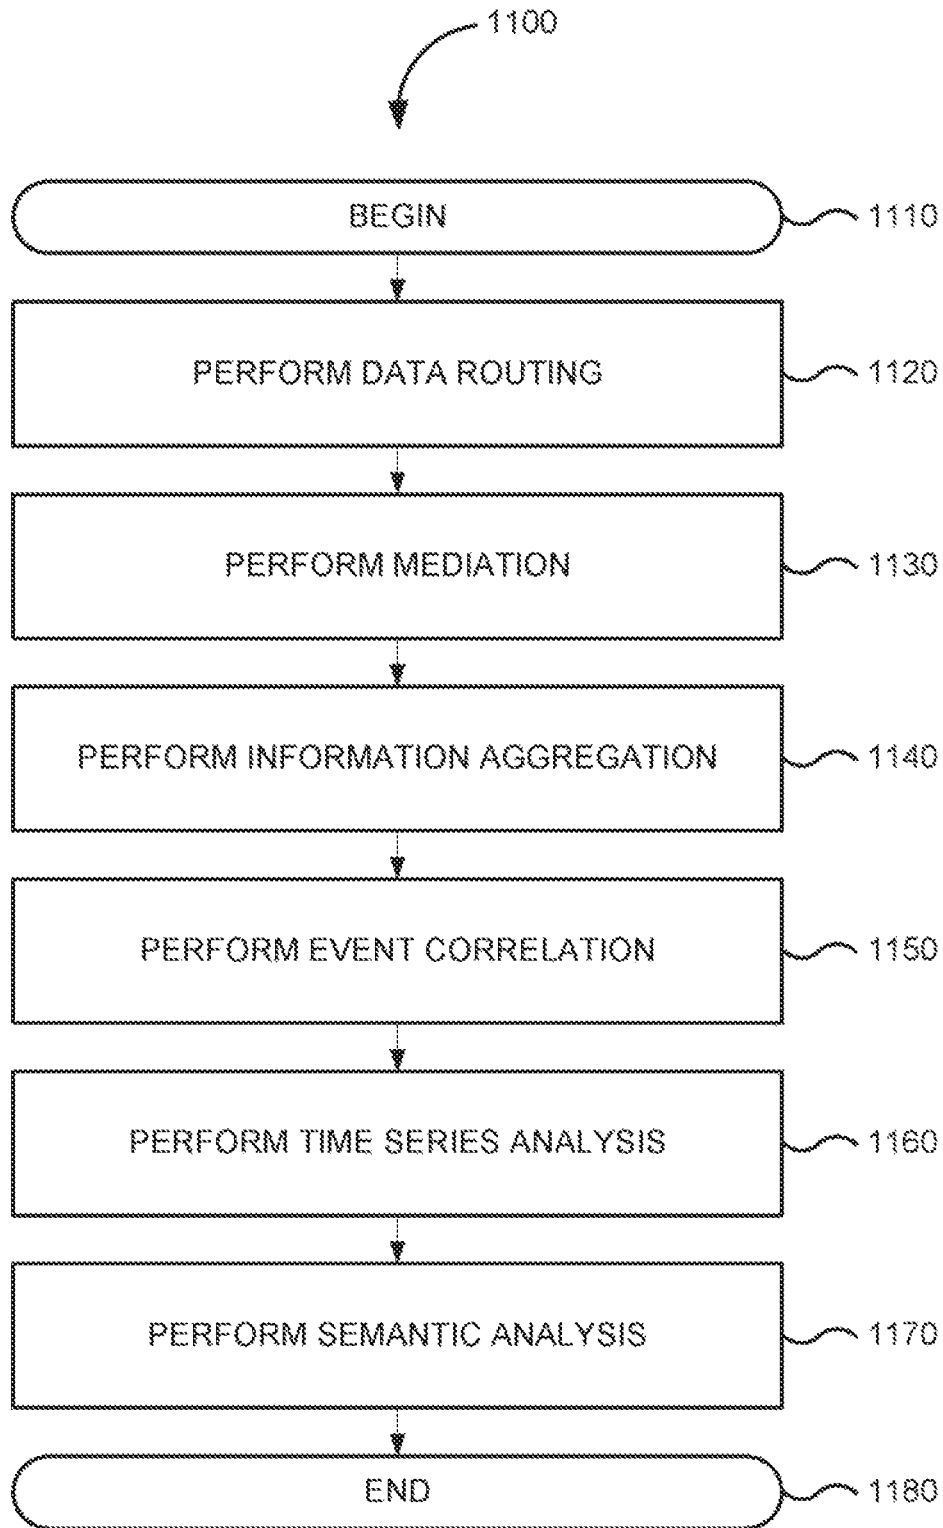 1100
BEGIN
1110
PERFORM DATA ROUTING
1120
PERFORM MEDIATION
1130
PERFORM INFORMATION AGGREGATION
1140
PERFORM EVENT CORRELATION
1150
PERFORM TIME SERIES ANALYSIS
1160
PERFORM SEMANTIC ANALYSIS
1170
END
1180